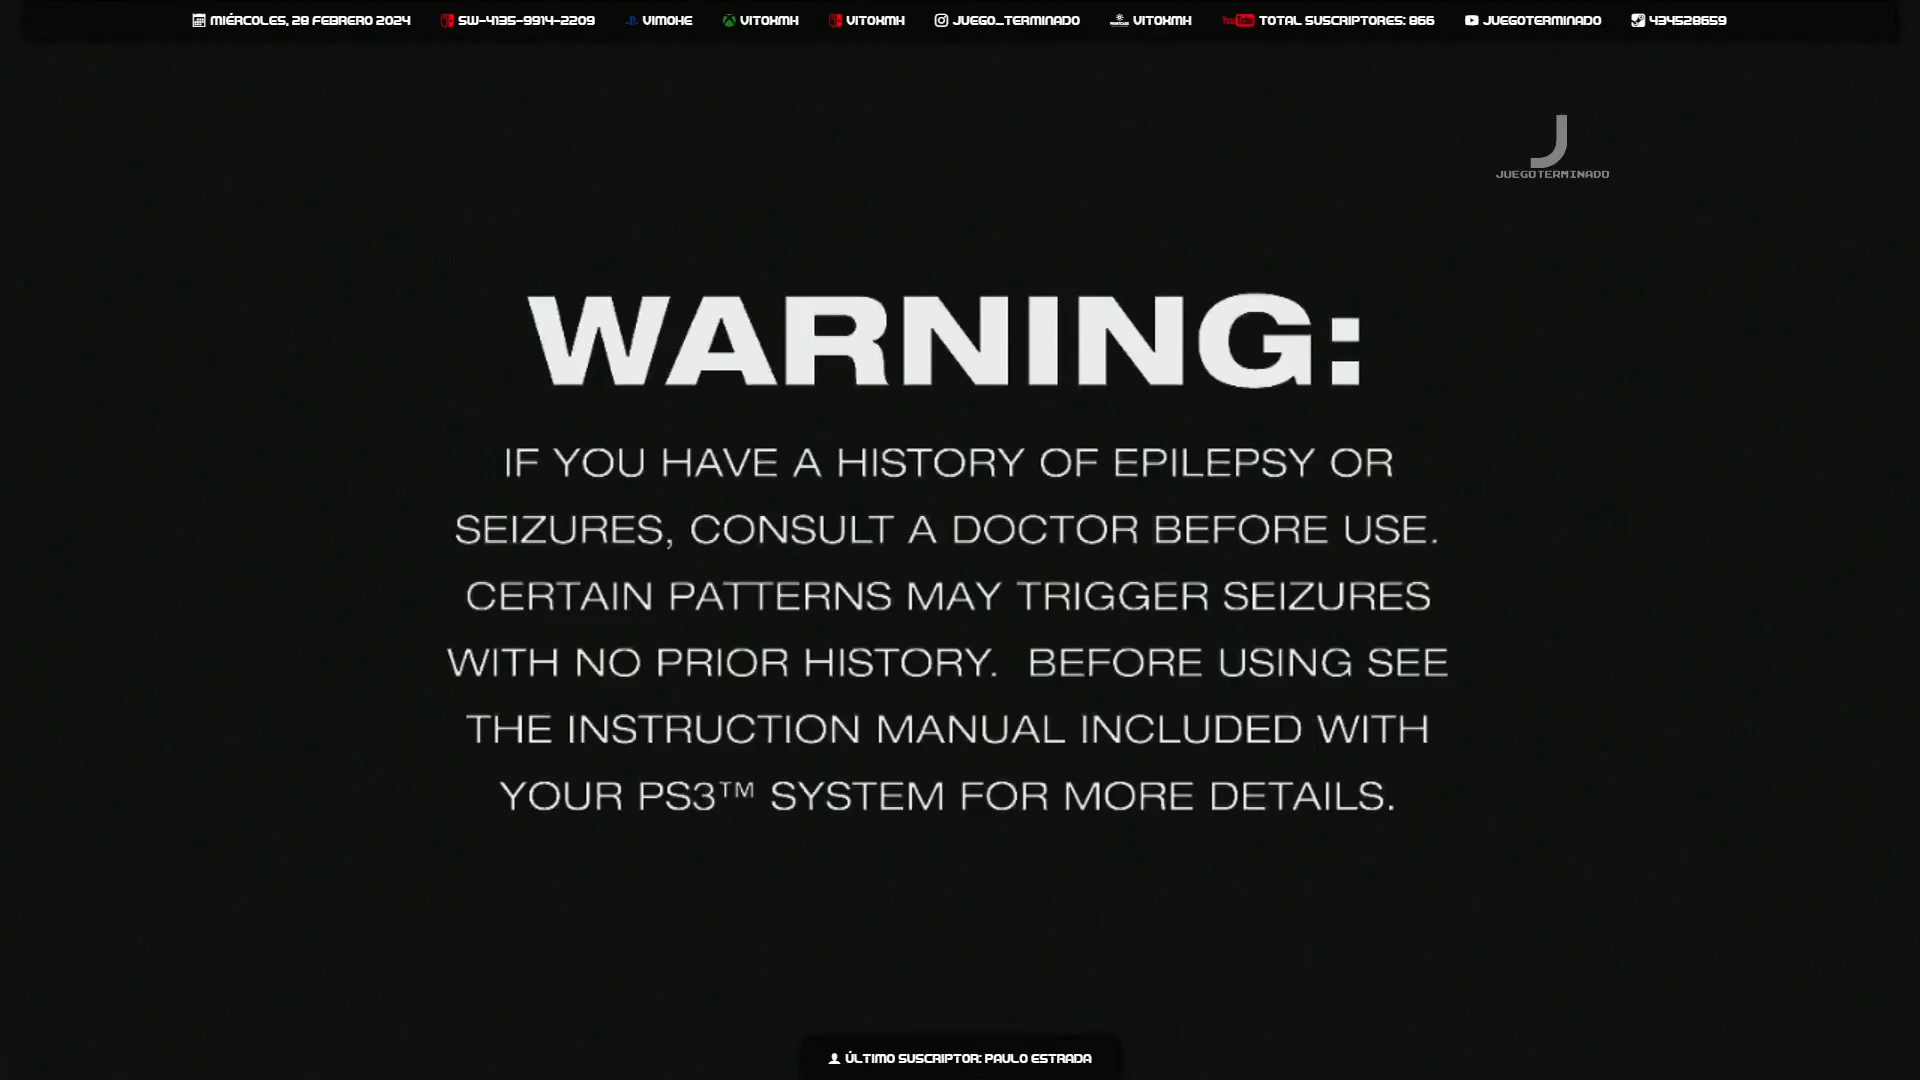 MIÉRCOLES, 28 FEBRERO 2024 SW-4135-9914-2209 VIMOHE VITOXMH VITOXMH JUEGO_TERMINADO VITOXMH YouTube TOTAL SUSCRIPTORES: 866 JUEGOTERMINADO 434528659
J
JUEGOTERMINADO
WARNING:
IF YOU HAVE A HISTORY OF EPILEPSY OR
SEIZURES, CONSULT A DOCTOR BEFORE USE.
CERTAIN PATTERNS MAY TRIGGER SEIZURES
WITH NO PRIOR HISTORY. BEFORE USING SEE
THE INSTRUCTION MANUAL INCLUDED WITH
YOUR PS3™ SYSTEM FOR MORE DETAILS.
ÚLTIMO SUSCRIPTOR: PAULO ESTRADA